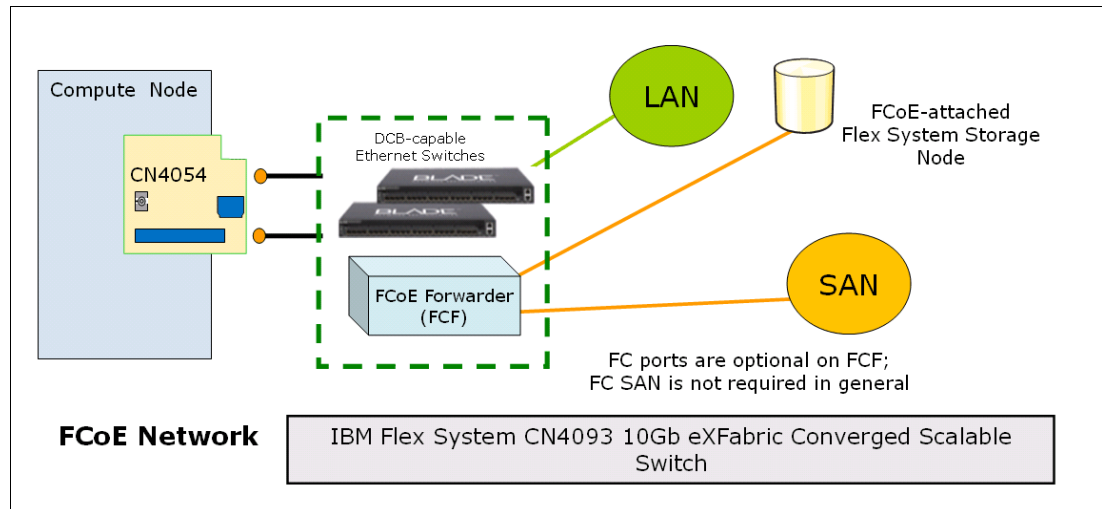 Compute Node
CN4054
DCB-capable
Ethernet Switches
BLADE
BLADE
FCoE Forwarder
(FCF)
LAN
FCoE-attached
Flex System Storage
Node
SAN
FC ports are optional on FCF;
FC SAN is not required in general
FCoE Network
IBM Flex System CN4093 10Gb eXFabric Converged Scalable
Switch